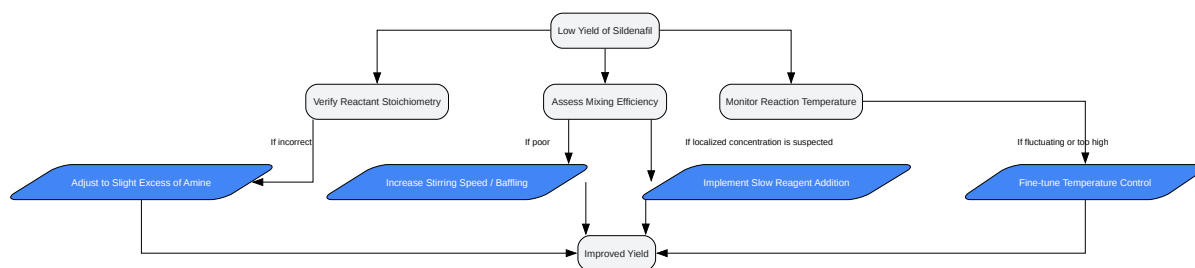 Low Yield of Sildenafil
Verify Reactant Stoichiometry
Assess Mixing Efficiency
Monitor Reaction Temperature
If incorrect
If poor
If localized concentration is suspected
If fluctuating or too high
Adjust to Slight Excess of Amine
Increase Stirring Speed / Baffling
Implement Slow Reagent Addition
Fine-tune Temperature Control
Improved Yield